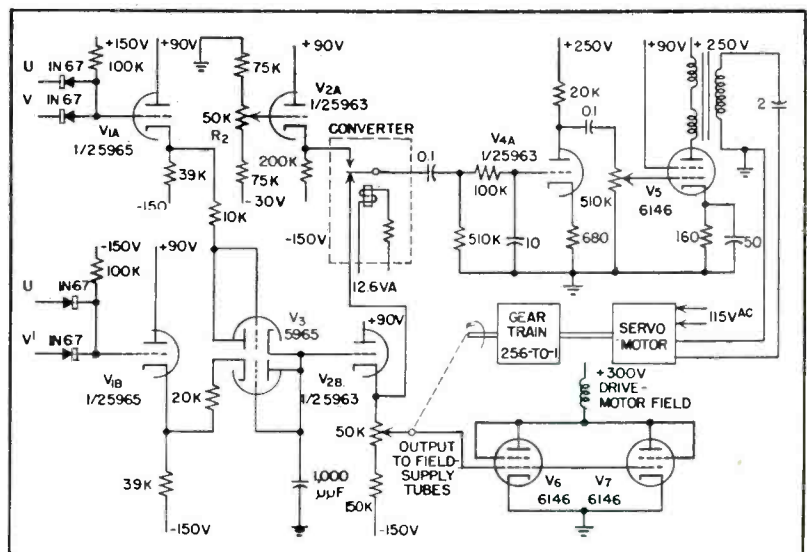 +150V
+90V
U
IN67
100K
V
IN67
V1A
1/25965
39K
-150
10K
75K
50K
R2
75K
-30V
+90V
V2A
1/25963
200K
CONVERTER
-150V
12.6VA
0.1
100K
510K
10
V4A
1/25963
+250V
20K
0.1
680
510K
+90V
+250V
V5
6146
160
50
2
-150V
+90V
100K
U
IN67
V'
IN67
V1B
1/25965
39K
-150V
20K
V3
5965
1,000
μμF
+90V
V2B
1/25963
50K
150K
-150V
OUTPUT
TO FIELD-
SUPPLY
TUBES
GEAR
TRAIN
256-TO-1
SERVO
MOTOR
115VAC
+300V
DRIVE-
MOTOR FIELD
V6
6146
V7
6146